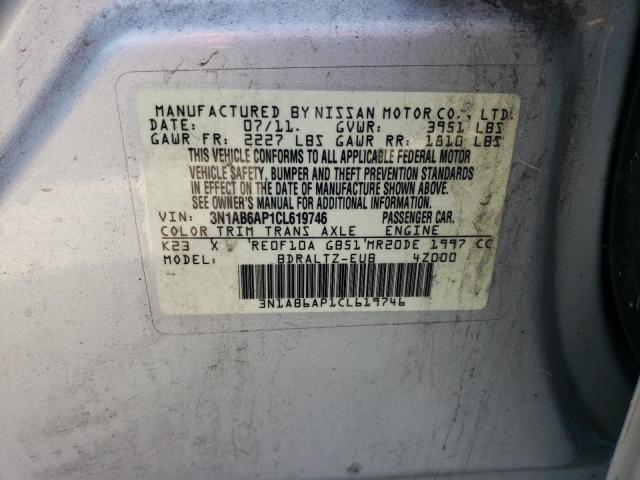 MANUFACTURED BY NISSAN MOTOR CO., LTD.
DATE: 07/11. GVWR: 3951 LBS
GAWR FR: 2227 LBS GAWR RR: 1810 LBS
THIS VEHICLE CONFORMS TO ALL APPLICABLE FEDERAL MOTOR
VEHICLE SAFETY, BUMPER AND THEFT PREVENTION STANDARDS
IN EFFECT ON THE DATE OF MANUFACTURE SHOWN ABOVE.
SEE OWNER'S MANUAL FOR ADDITIONAL INFORMATION.
VIN: 3N1AB6AP1CL619746 PASSENGER CAR.
COLOR TRIM TRANS AXLE ENGINE
K23 X RE0F10A GB51 MR20DE 1997 CC
MODEL: BDRALTZ-EUB 4Z000
3N1AB6AP1CL619746